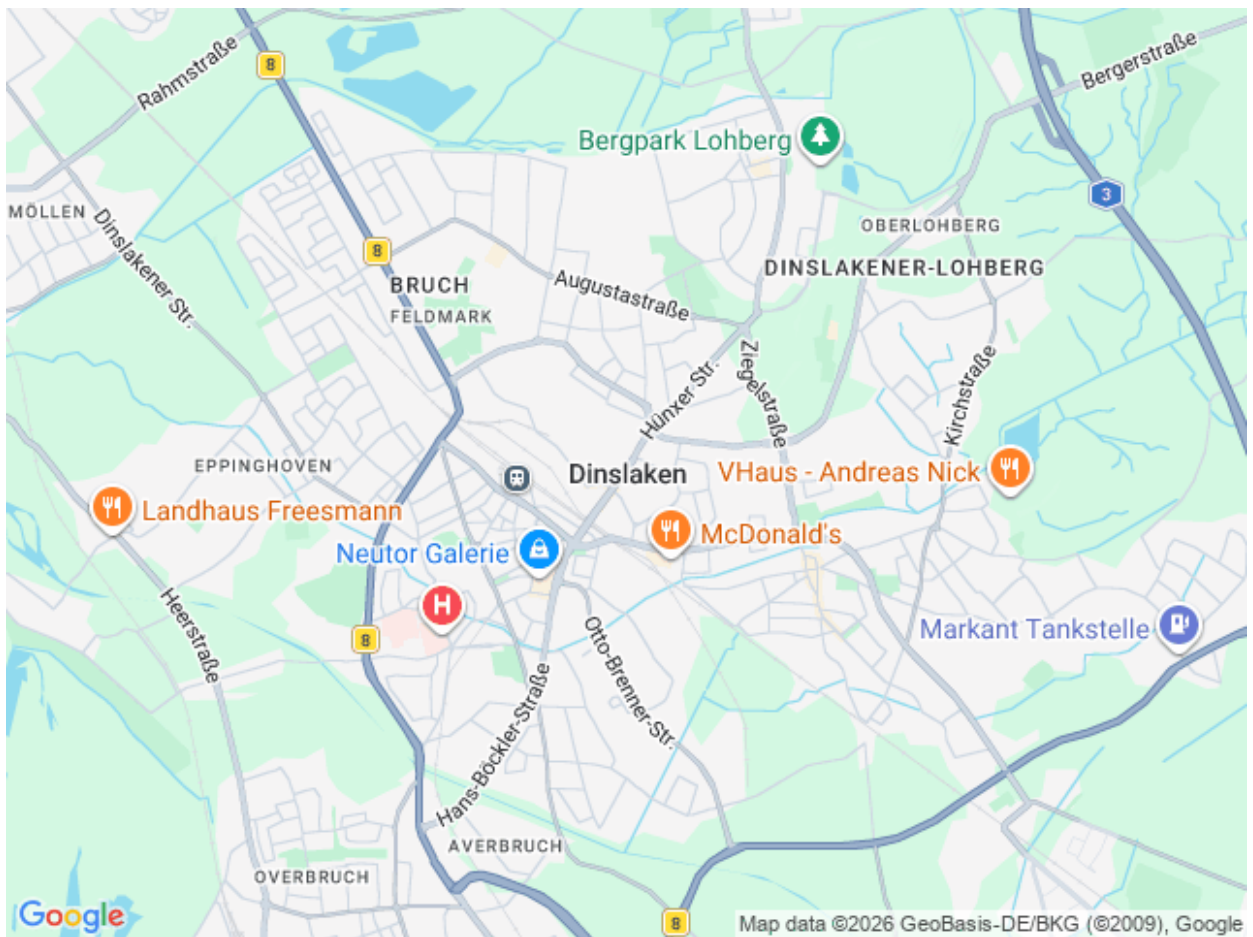 Rahmstraße
8
Bergerstraße
Bergpark Lohberg
3
MÖLLEN
Dinslakener Str.
OBERLOHBERG
8
DINSLAKENER-LOHBERG
BRUCH
FELDMARK
Augustastraße
Ziegelstraße
Hünxer Str.
Kirchstraße
EPPINGHOVEN
Dinslaken
VHaus - Andreas Nick
Landhaus Freesmann
McDonald's
Neutor Galerie
H
Heerstraße
8
Otto-Brenner-Str.
Markant Tankstelle
Hans-Böckler-Straße
AVERBRUCH
OVERBRUCH
Google
8
Map data ©2026 GeoBasis-DE/BKG (©2009), Google